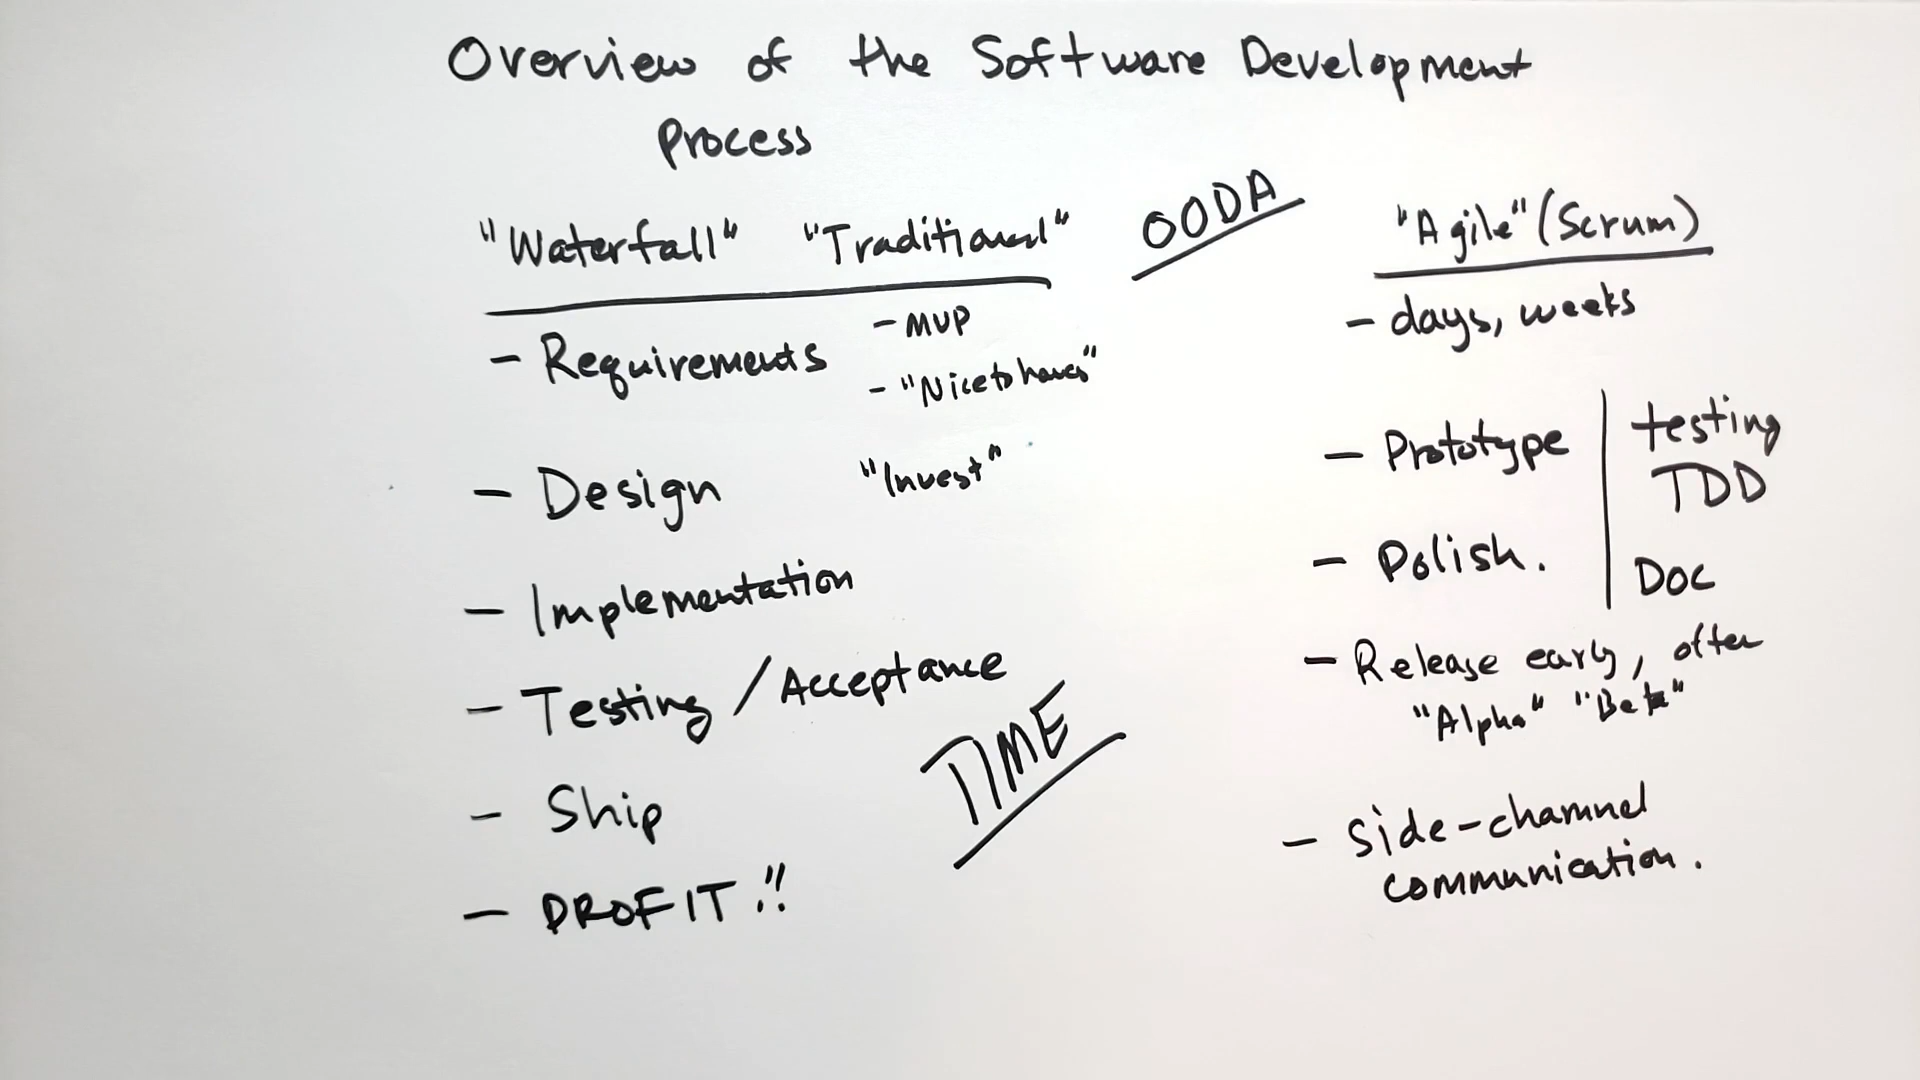 Overview of the Software Development
Process
"Waterfall" "Traditional"
- Requirements
- MVP
- "Nice to haves"
- Design "Invest"
- Implementation
- Testing / Acceptance
- Ship
- PROFIT!!
OODA
TIME
"Agile" (Scrum)
- days, weeks
- Prototype
- Polish.
testing
TDD
DOC
- Release early, often
"Alpha" "Beta"
- Side-channel
communication.